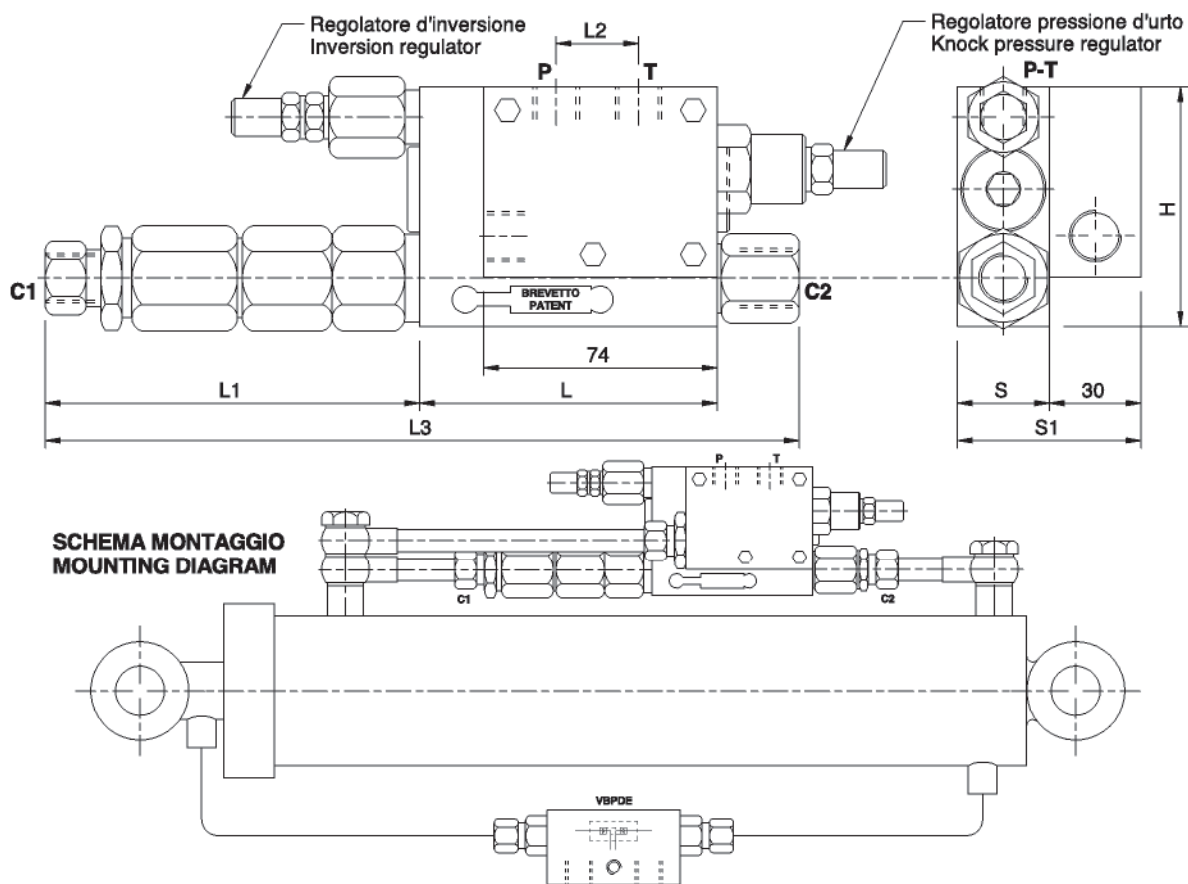 Regolatore d'inversione
Inversion regulator
L2
Regolatore pressione d'urto
Knock pressure regulator
P
T
P-T
H
C1
C2
BREVETTO
PATENT
74
L1
L
S
30
L3
S1
P
T
SCHEMA MONTAGGIO
MOUNTING DIAGRAM
C1
C2
VBPDE